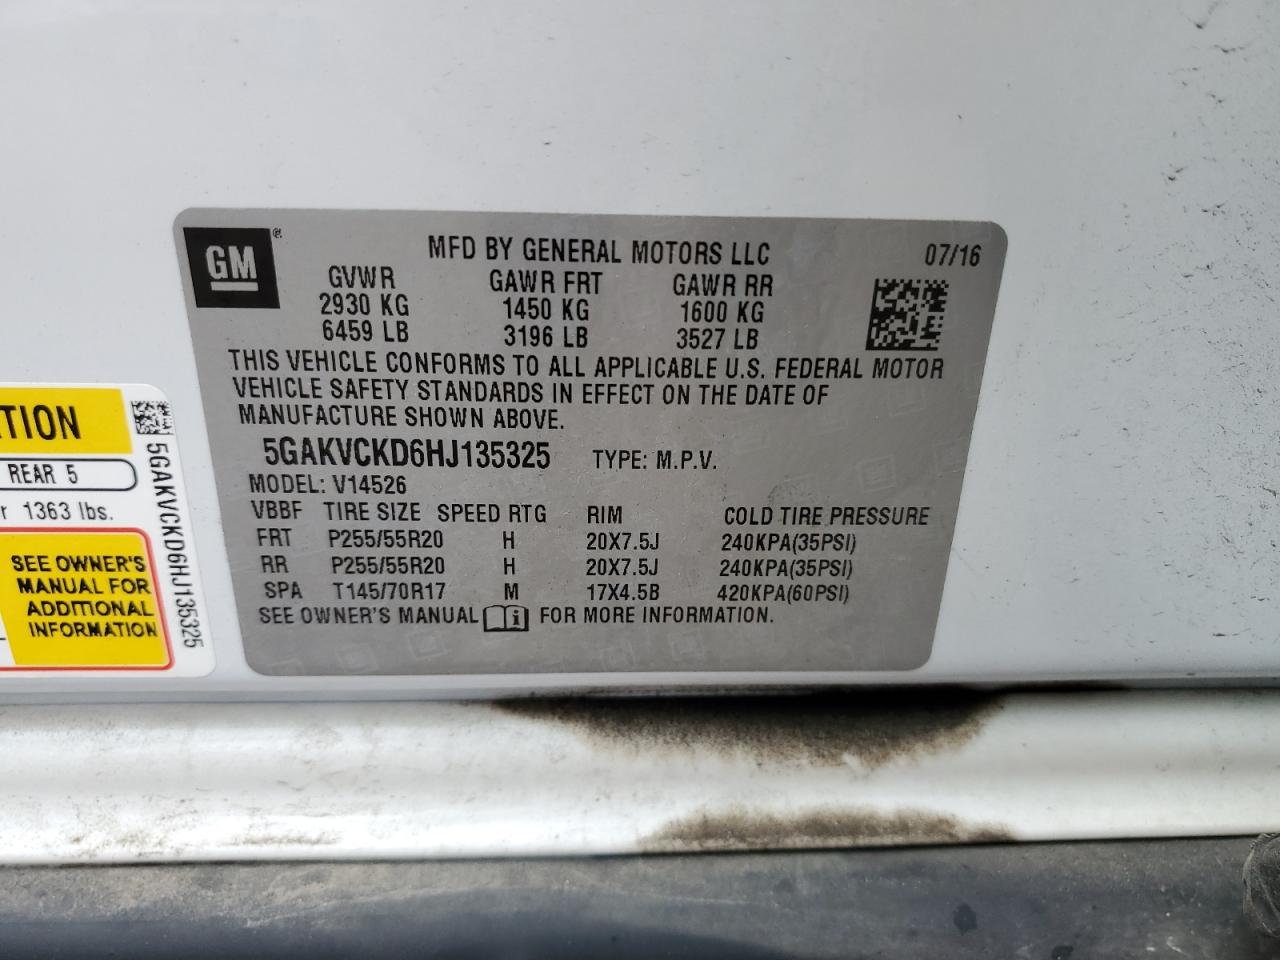 GM
MFD BY GENERAL MOTORS LLC 07/16
GVWR GAWR FRT GAWR RR
2930 KG 1450 KG 1600 KG
6459 LB 3196 LB 3527 LB
THIS VEHICLE CONFORMS TO ALL APPLICABLE U.S. FEDERAL MOTOR
VEHICLE SAFETY STANDARDS IN EFFECT ON THE DATE OF
MANUFACTURE SHOWN ABOVE.
5GAKVCKD6HJ135325 TYPE: M.P.V.
MODEL: V14526
VBBF TIRE SIZE SPEED RTG RIM COLD TIRE PRESSURE
FRT P255/55R20 H 20X7.5J 240KPA(35PSI)
RR P255/55R20 H 20X7.5J 240KPA(35PSI)
SPA T145/70R17 M 17X4.5B 420KPA(60PSI)
SEE OWNER'S MANUAL i FOR MORE INFORMATION.
TION
REAR 5
r 1363 lbs.
SEE OWNER'S
MANUAL FOR
ADDITIONAL
INFORMATION
5GAKVCKD6HJ135325